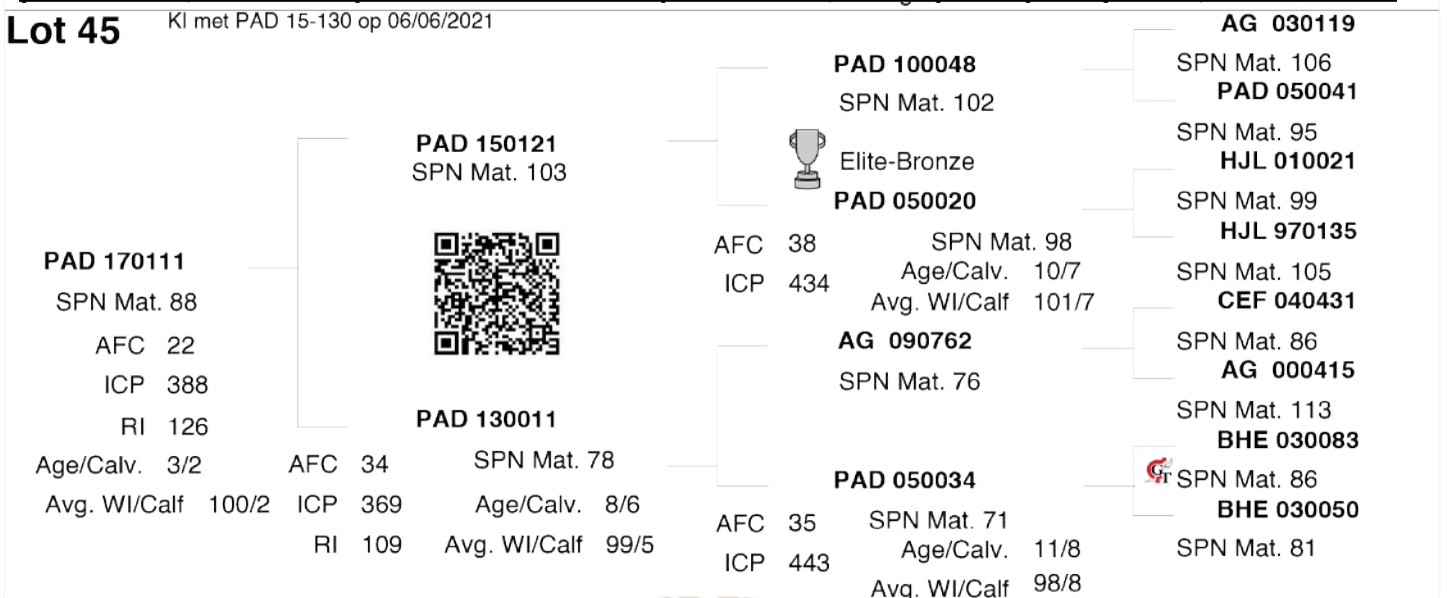 Lot 45
KI met PAD 15-130 op 06/06/2021
PAD 170111
SPN Mat. 88
AFC 22
ICP 388
RI 126
Age/Calv. 3/2
Avg. WI/Calf 100/2
PAD 150121
SPN Mat. 103
PAD 130011
AFC 34
SPN Mat. 78
ICP 369
Age/Calv. 8/6
RI 109
Avg. WI/Calf 99/5
PAD 100048
SPN Mat. 102
Elite-Bronze
PAD 050020
AFC 38
SPN Mat. 98
ICP 434
Age/Calv. 10/7
Avg. WI/Calf 101/7
AG 090762
SPN Mat. 76
PAD 050034
AFC 35
SPN Mat. 71
ICP 443
Age/Calv. 11/8
Avg. WI/Calf 98/8
AG 030119
SPN Mat. 106
PAD 050041
SPN Mat. 95
HJL 010021
SPN Mat. 99
HJL 970135
SPN Mat. 105
CEF 040431
SPN Mat. 86
AG 000415
SPN Mat. 113
BHE 030083
GT
SPN Mat. 86
BHE 030050
SPN Mat. 81